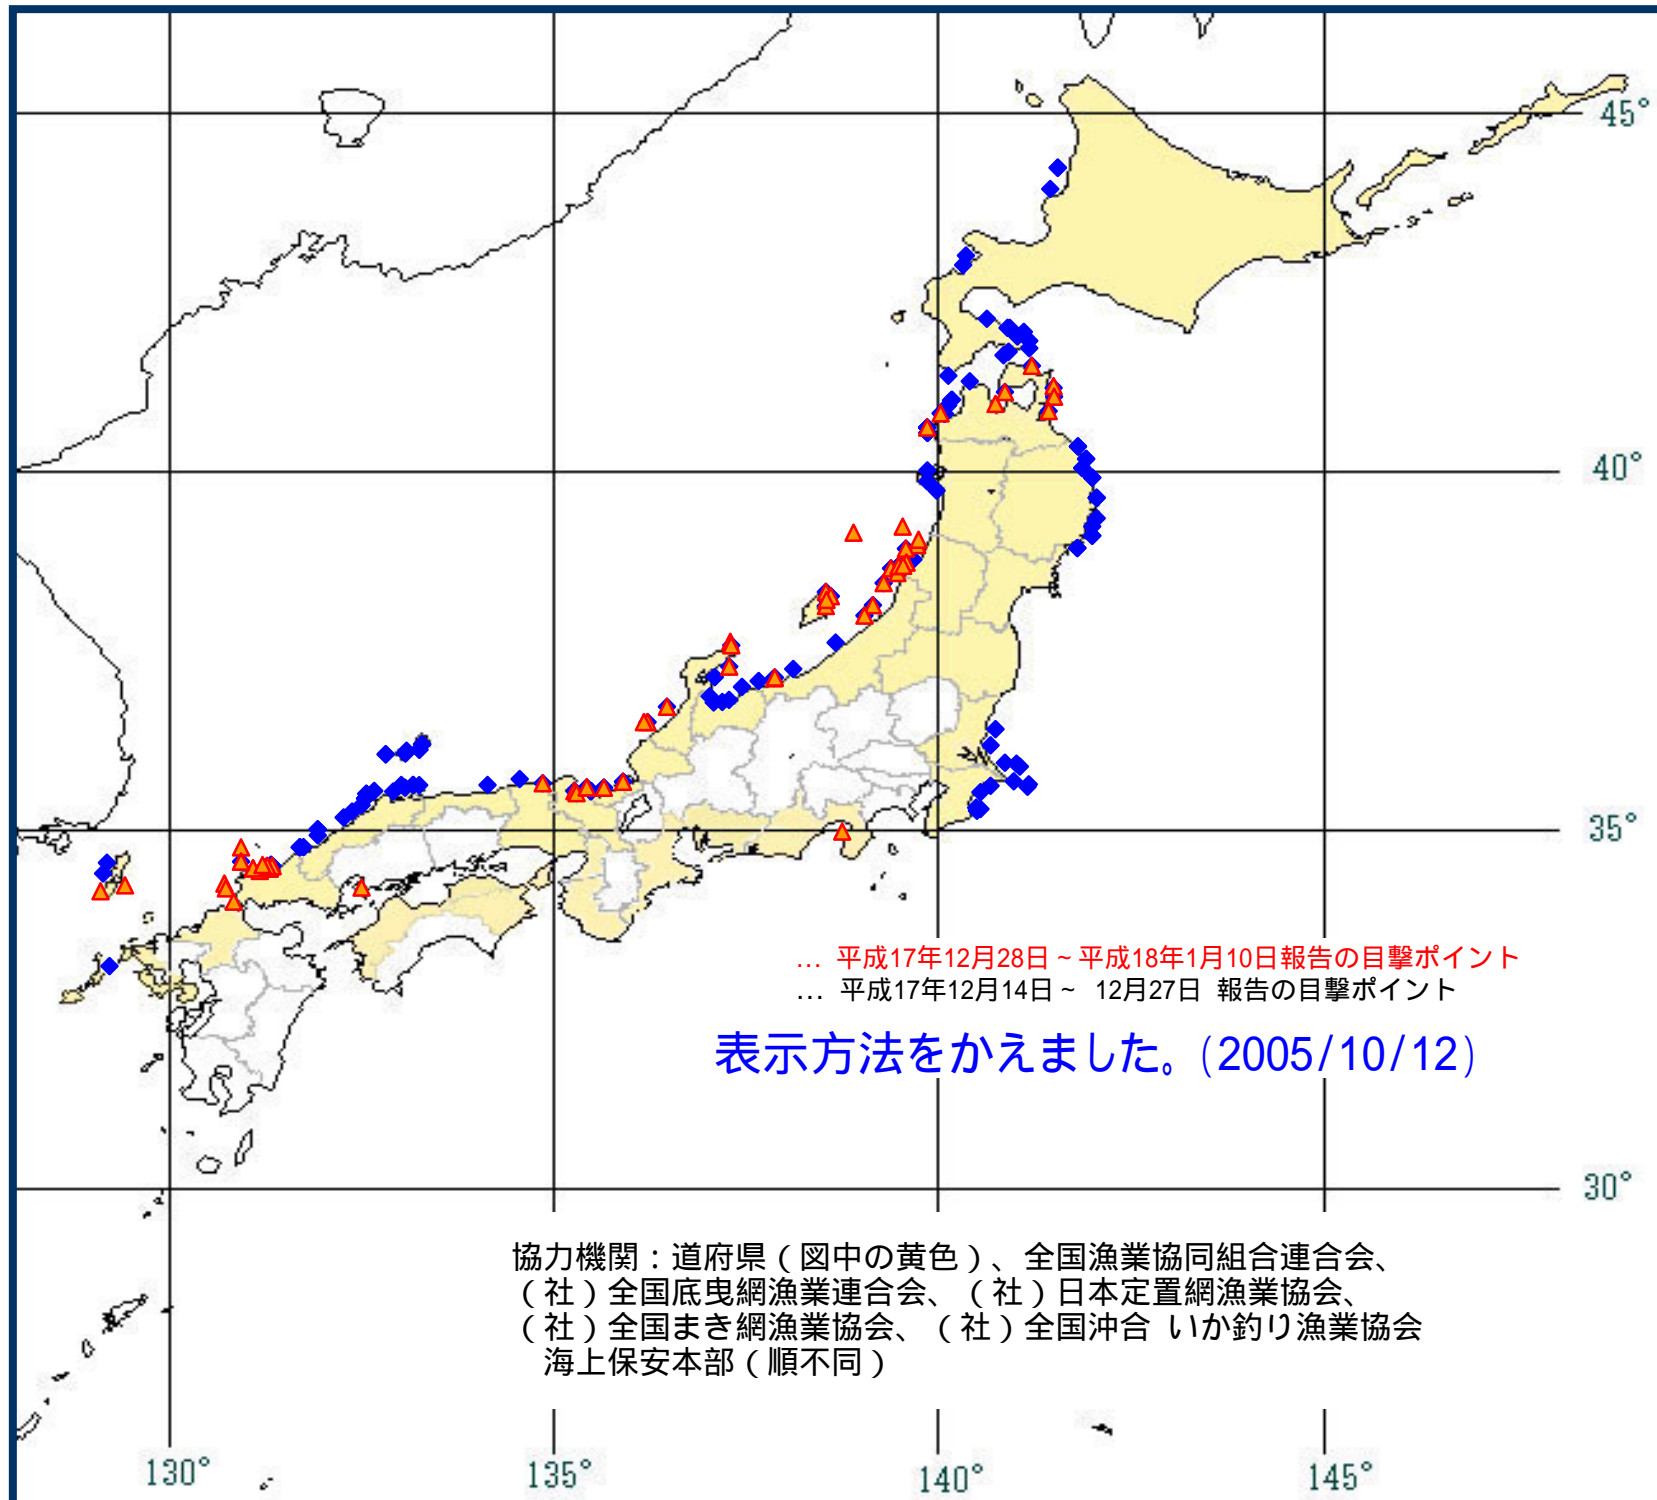 45°
40°
35°
… 平成17年12月28日～平成18年1月10日報告の目撃ポイント
… 平成17年12月14日～ 12月27日 報告の目撃ポイント
表示方法をかえました。(2005/10/12)
30°
協力機関：道府県（図中の黄色）、全国漁業協同組合連合会、
（社）全国底曳網漁業連合会、（社）日本定置網漁業協会、
（社）全国まき網漁業協会、（社）全国沖合 いか釣り漁業協会
海上保安本部（順不同）
130° 135° 140° 145°